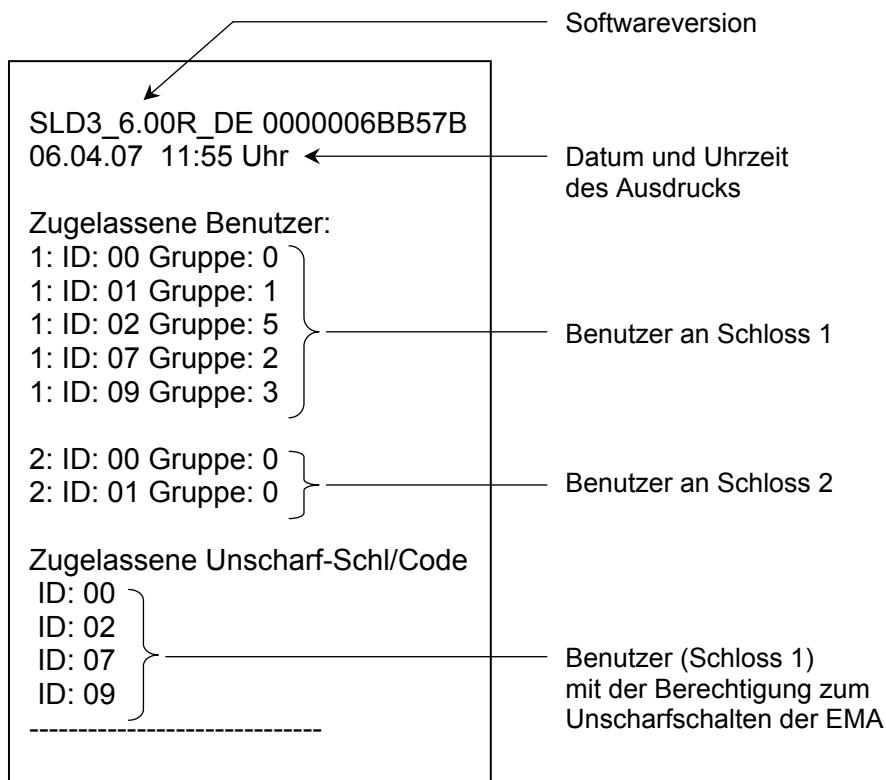 Softwareversion
SLD3_6.00R_DE 0000006BB57B
06.04.07 11:55 Uhr
Datum und Uhrzeit
des Ausdrucks
Zugelassene Benutzer:
1: ID: 00 Gruppe: 0
1: ID: 01 Gruppe: 1
1: ID: 02 Gruppe: 5
1: ID: 07 Gruppe: 2
1: ID: 09 Gruppe: 3
Benutzer an Schloss 1
2: ID: 00 Gruppe: 0
2: ID: 01 Gruppe: 0
Benutzer an Schloss 2
Zugelassene Unscharf-Schl/Code
ID: 00
ID: 02
ID: 07
ID: 09
Benutzer (Schloss 1)
mit der Berechtigung zum
Unscharfschalten der EMA
------------------------------